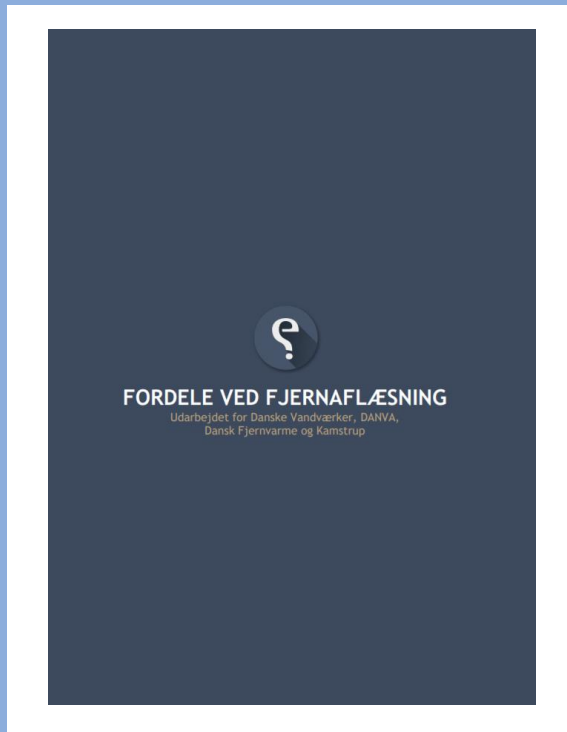 FORDELE VED FJERNAFLÆSNING
Udarbejdet for Danske Vandværker, DANVA,
Dansk Fjernvarme og Kamstrup